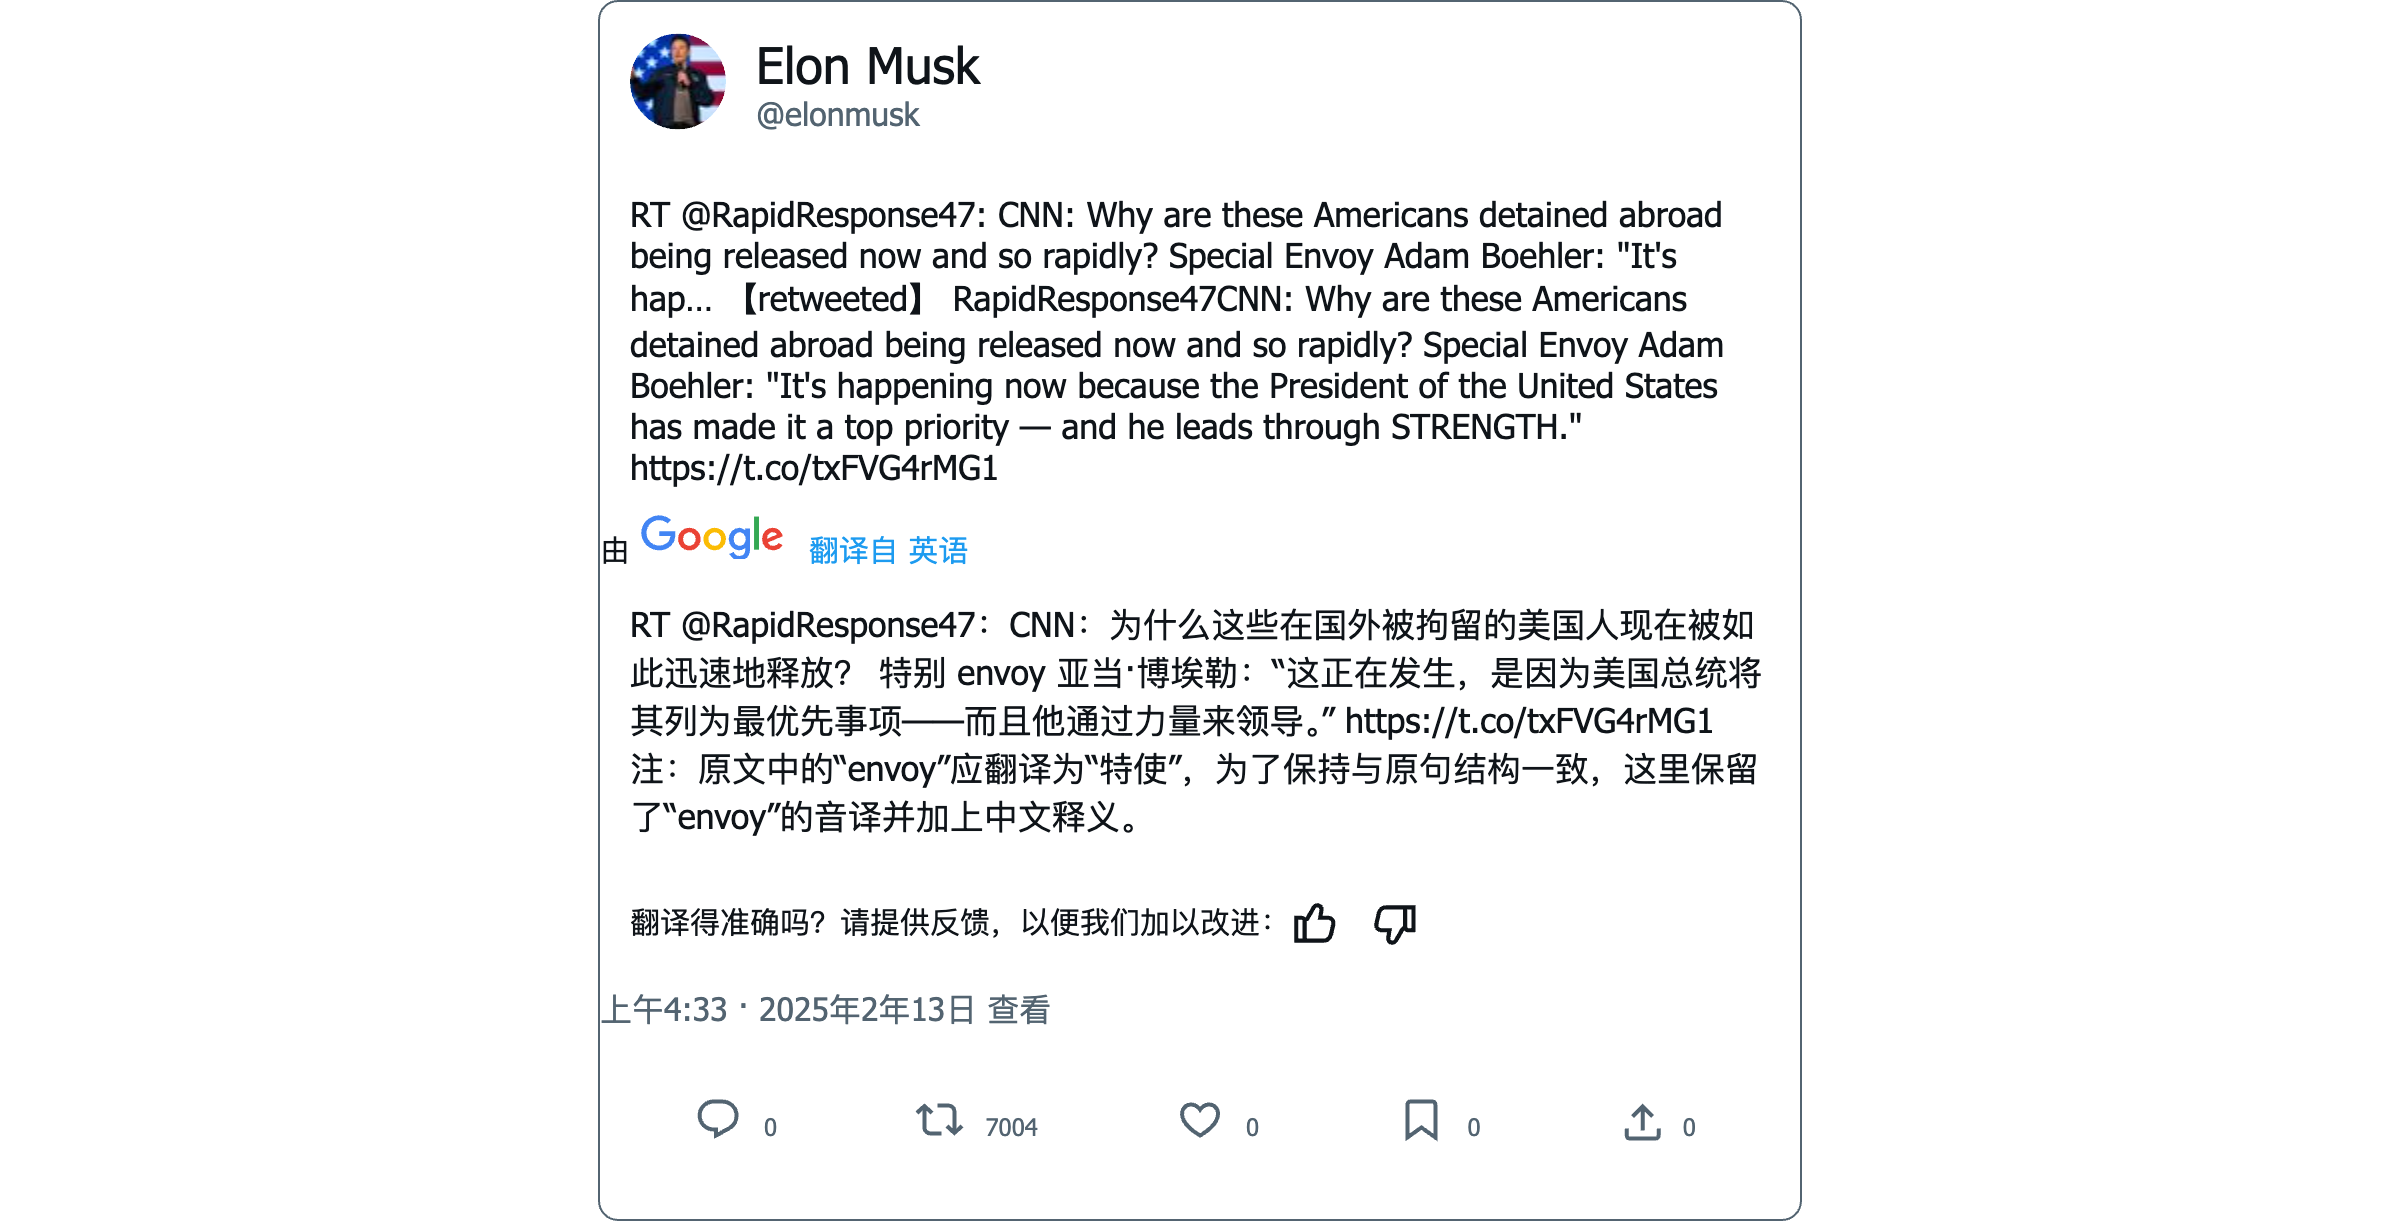 Elon Musk
@elonmusk
RT @RapidResponse47: CNN: Why are these Americans detained abroad
being released now and so rapidly? Special Envoy Adam Boehler: "It's
hap... 【retweeted】 RapidResponse47CNN: Why are these Americans
detained abroad being released now and so rapidly? Special Envoy Adam
Boehler: "It's happening now because the President of the United States
has made it a top priority — and he leads through STRENGTH."
https://t.co/txFVG4rMG1
由 Google 翻译自 英语
RT @RapidResponse47：CNN：为什么这些在国外被拘留的美国人现在被如
此迅速地释放？ 特别 envoy 亚当·博埃勒：“这正在发生，是因为美国总统将
其列为最优先事项——而且他通过力量来领导。” https://t.co/txFVG4rMG1
注：原文中的“envoy”应翻译为“特使”，为了保持与原句结构一致，这里保留
了“envoy”的音译并加上中文释义。
翻译得准确吗？请提供反馈，以便我们加以改进：
上午4:33 · 2025年2年13日 查看
0 7004 0 0 0